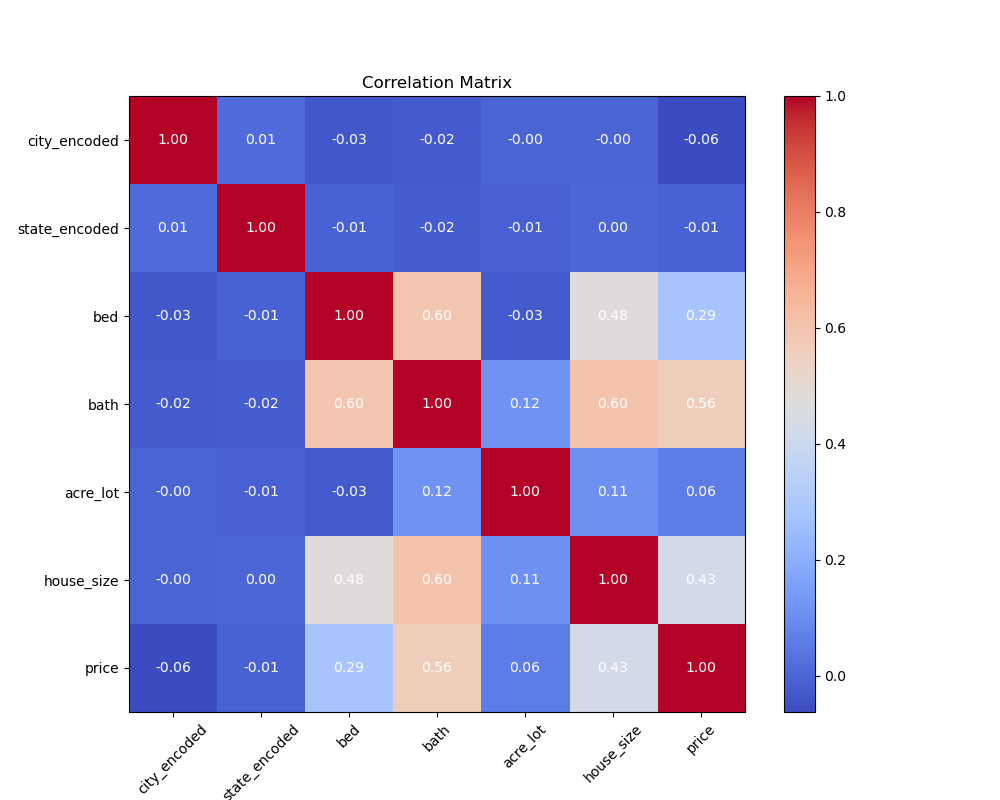 Correlation Matrix
city_encoded 1.00 0.01 -0.03 -0.02 -0.00 -0.00 -0.06
state_encoded 0.01 1.00 -0.01 -0.02 -0.01 0.00 -0.01
bed -0.03 -0.01 1.00 0.60 -0.03 0.48 0.29
bath -0.02 -0.02 0.60 1.00 0.12 0.60 0.56
acre_lot -0.00 -0.01 -0.03 0.12 1.00 0.11 0.06
house_size -0.00 0.00 0.48 0.60 0.11 1.00 0.43
price -0.06 -0.01 0.29 0.56 0.06 0.43 1.00
city_encoded state_encoded bed bath acre_lot house_size price
1.0
0.8
0.6
0.4
0.2
0.0